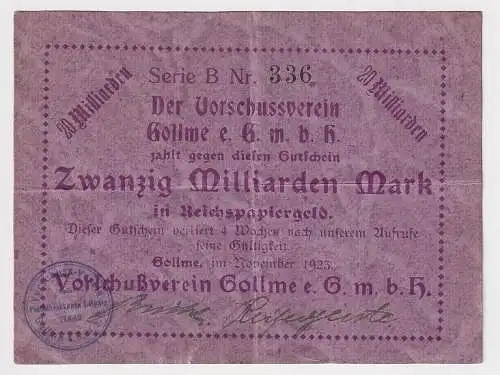 Serie B Nr. 336
20 Milliarden
20 Milliarden
Der Vorschussverein
Gollme e. G. m. b. H.
zahlt gegen diesen Gutschein
Zwanzig Milliarden Mark
in Reichspapiergeld.
Dieser Gutschein verliert 4 Wochen nach unserem Aufrufe
seine Gültigkeit.
Gollme, im November 1923.
Vorschußverein Gollme e. G. m. b. H.